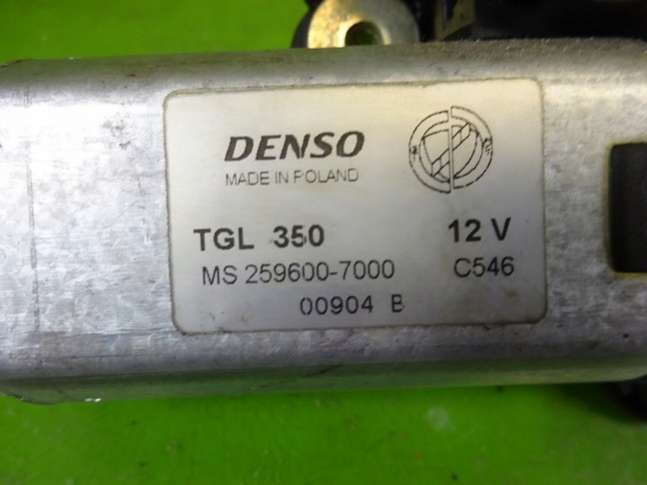 DENSO
MADE IN POLAND
TGL 350 12 V
MS 259600-7000 C546
00904 B